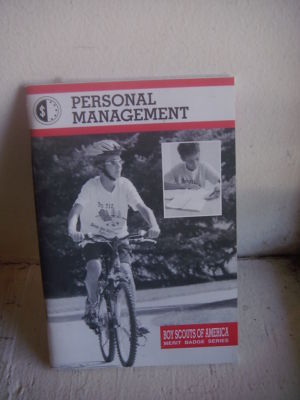 $
PERSONAL
MANAGEMENT
BOY SCOUTS OF AMERICA
MERIT BADGE SERIES